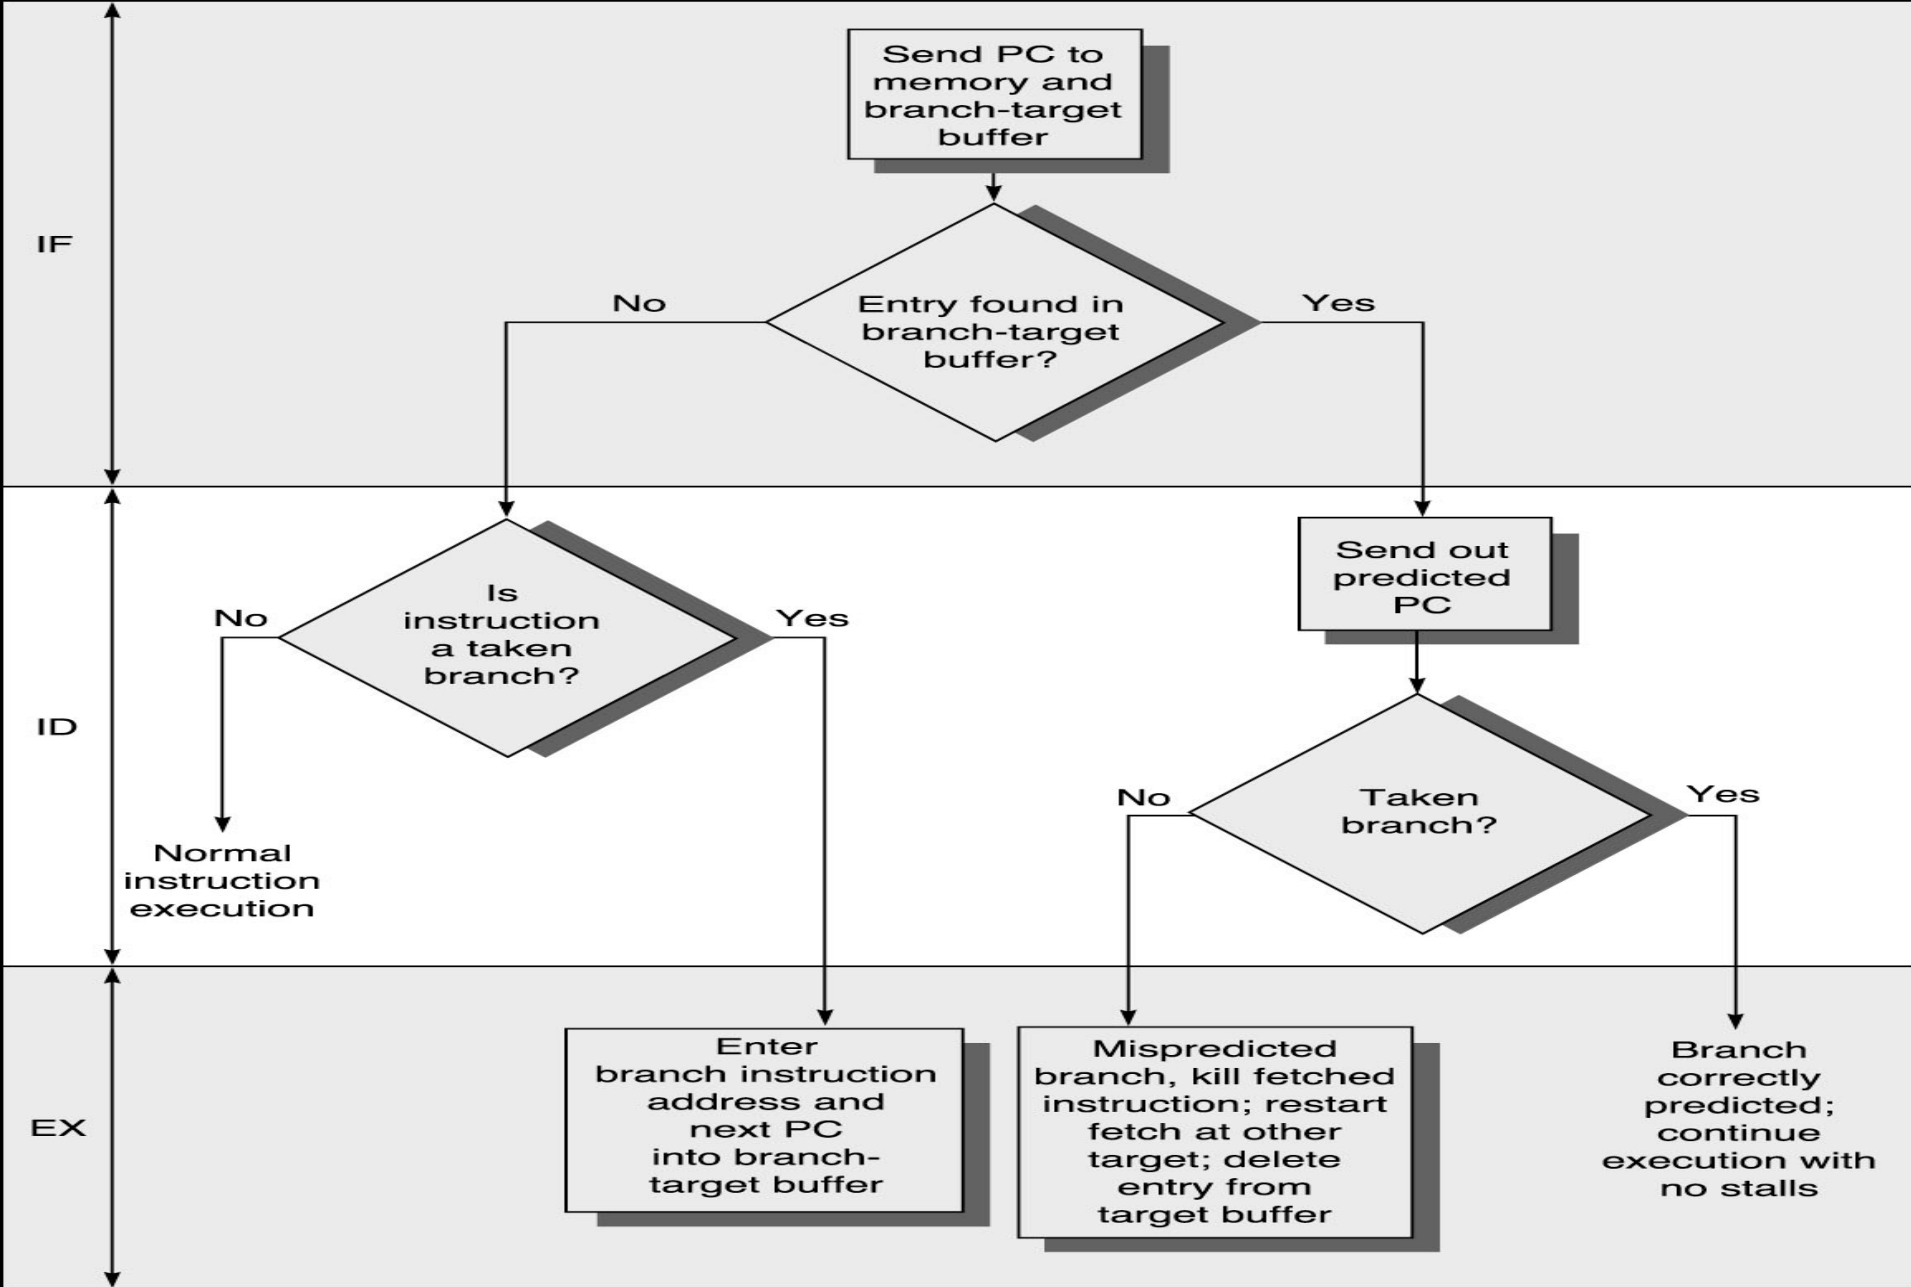 Send PC to
memory and
branch-target
buffer
IF
No
Entry found in
branch-target
buffer?
Yes
Is
instruction
a taken
branch?
No
Yes
Send out
predicted
PC
ID
Taken
branch?
No
Yes
Normal
instruction
execution
EX
Enter
branch instruction
address and
next PC
into branch-
target buffer
Mispredicted
branch, kill fetched
instruction; restart
fetch at other
target; delete
entry from
target buffer
Branch
correctly
predicted;
continue
execution with
no stalls